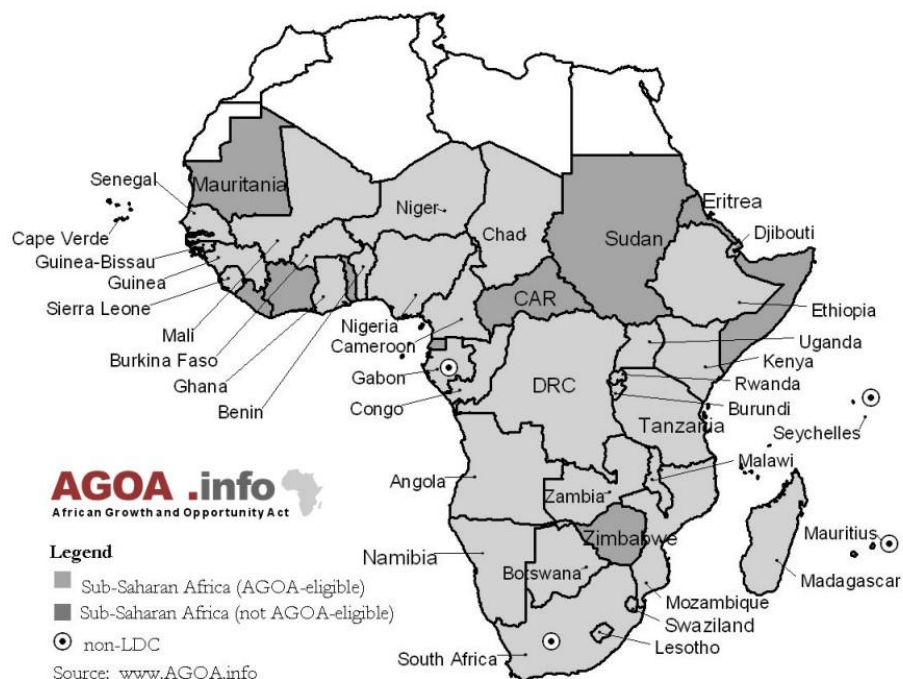 Senegal
Mauritania
Niger
Chad
Sudan
Eritrea
Cape Verde
Djibouti
Guinea-Bissau
Guinea
CAR
Sierra Leone
Ethiopia
Mali
Nigeria
Uganda
Burkina Faso
Cameroon
Kenya
Ghana
Gabon
DRC
Rwanda
Benin
Congo
Burundi
Tanzania
Seychelles
Malawi
AGOA .info
African Growth and Opportunity Act
Angola
Zambia
Mauritius
Zimbabwe
Legend
Namibia
Botswana
Madagascar
Sub-Saharan Africa (AGOA-eligible)
Mozambique
Sub-Saharan Africa (not AGOA-eligible)
Swaziland
non-LDC
Lesotho
South Africa
Source: www.AGOA.info